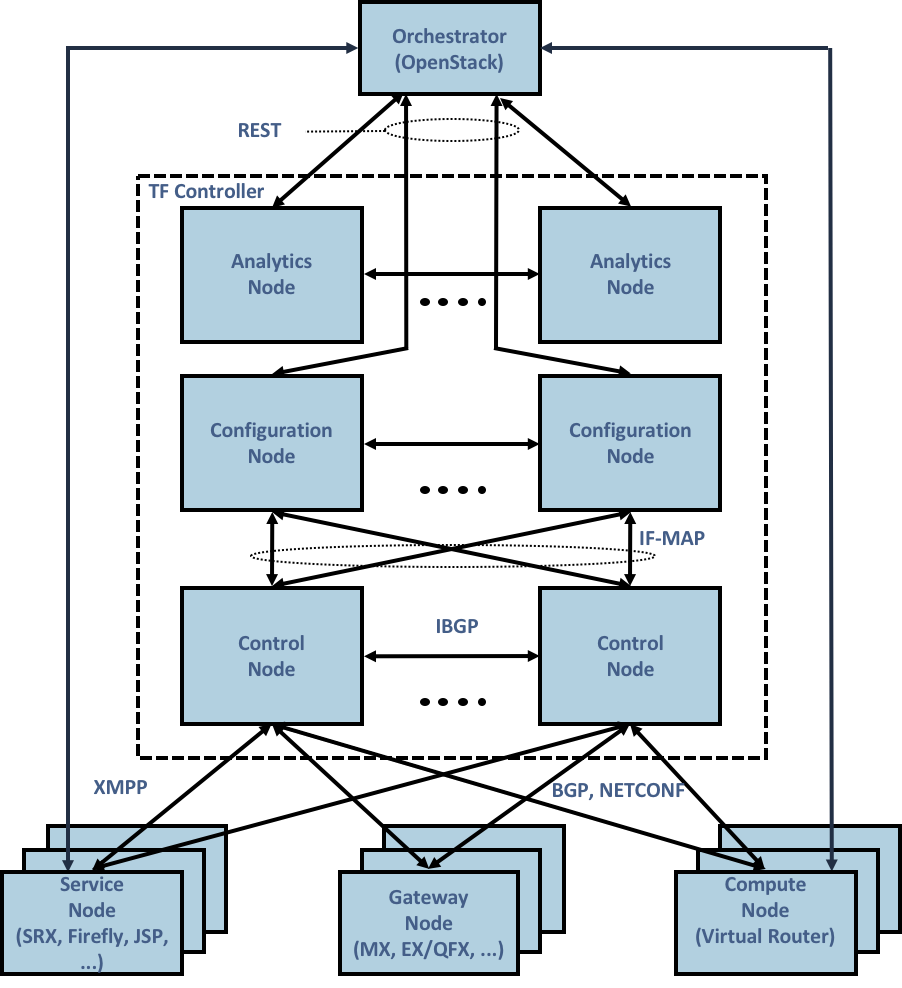 Orchestrator
(OpenStack)
REST
TF Controller
Analytics
Node
Analytics
Node
Configuration
Node
Configuration
Node
IF-MAP
Control
Node
IBGP
Control
Node
XMPP
BGP, NETCONF
Service
Node
(SRX, Firefly, JSP,
...)
Gateway
Node
(MX, EX/QFX, ...)
Compute
Node
(Virtual Router)